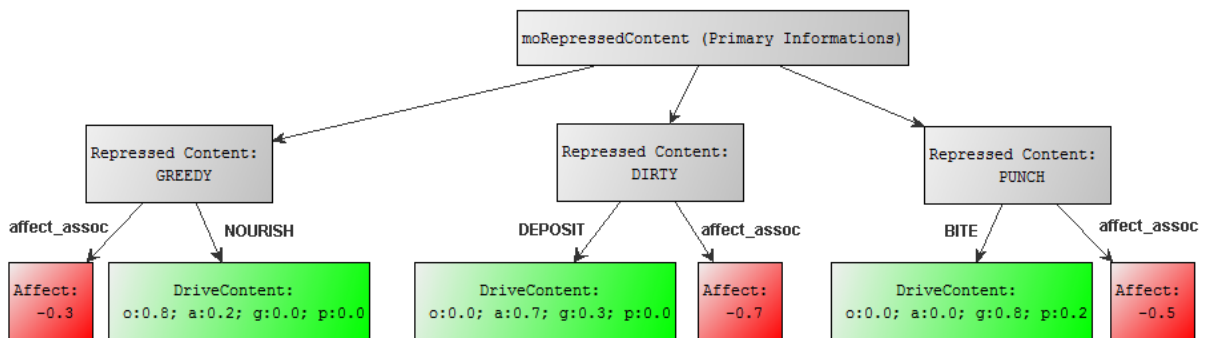 moRepressedContent (Primary Informations)
Repressed Content:
GREEDY
Repressed Content:
DIRTY
Repressed Content:
PUNCH
affect_assoc
NOURISH
DEPOSIT
affect_assoc
BITE
affect_assoc
Affect:
-0.3
DriveContent:
o:0.8; a:0.2; g:0.0; p:0.0
DriveContent:
o:0.0; a:0.7; g:0.3; p:0.0
Affect:
-0.7
DriveContent:
o:0.0; a:0.0; g:0.8; p:0.2
Affect:
-0.5